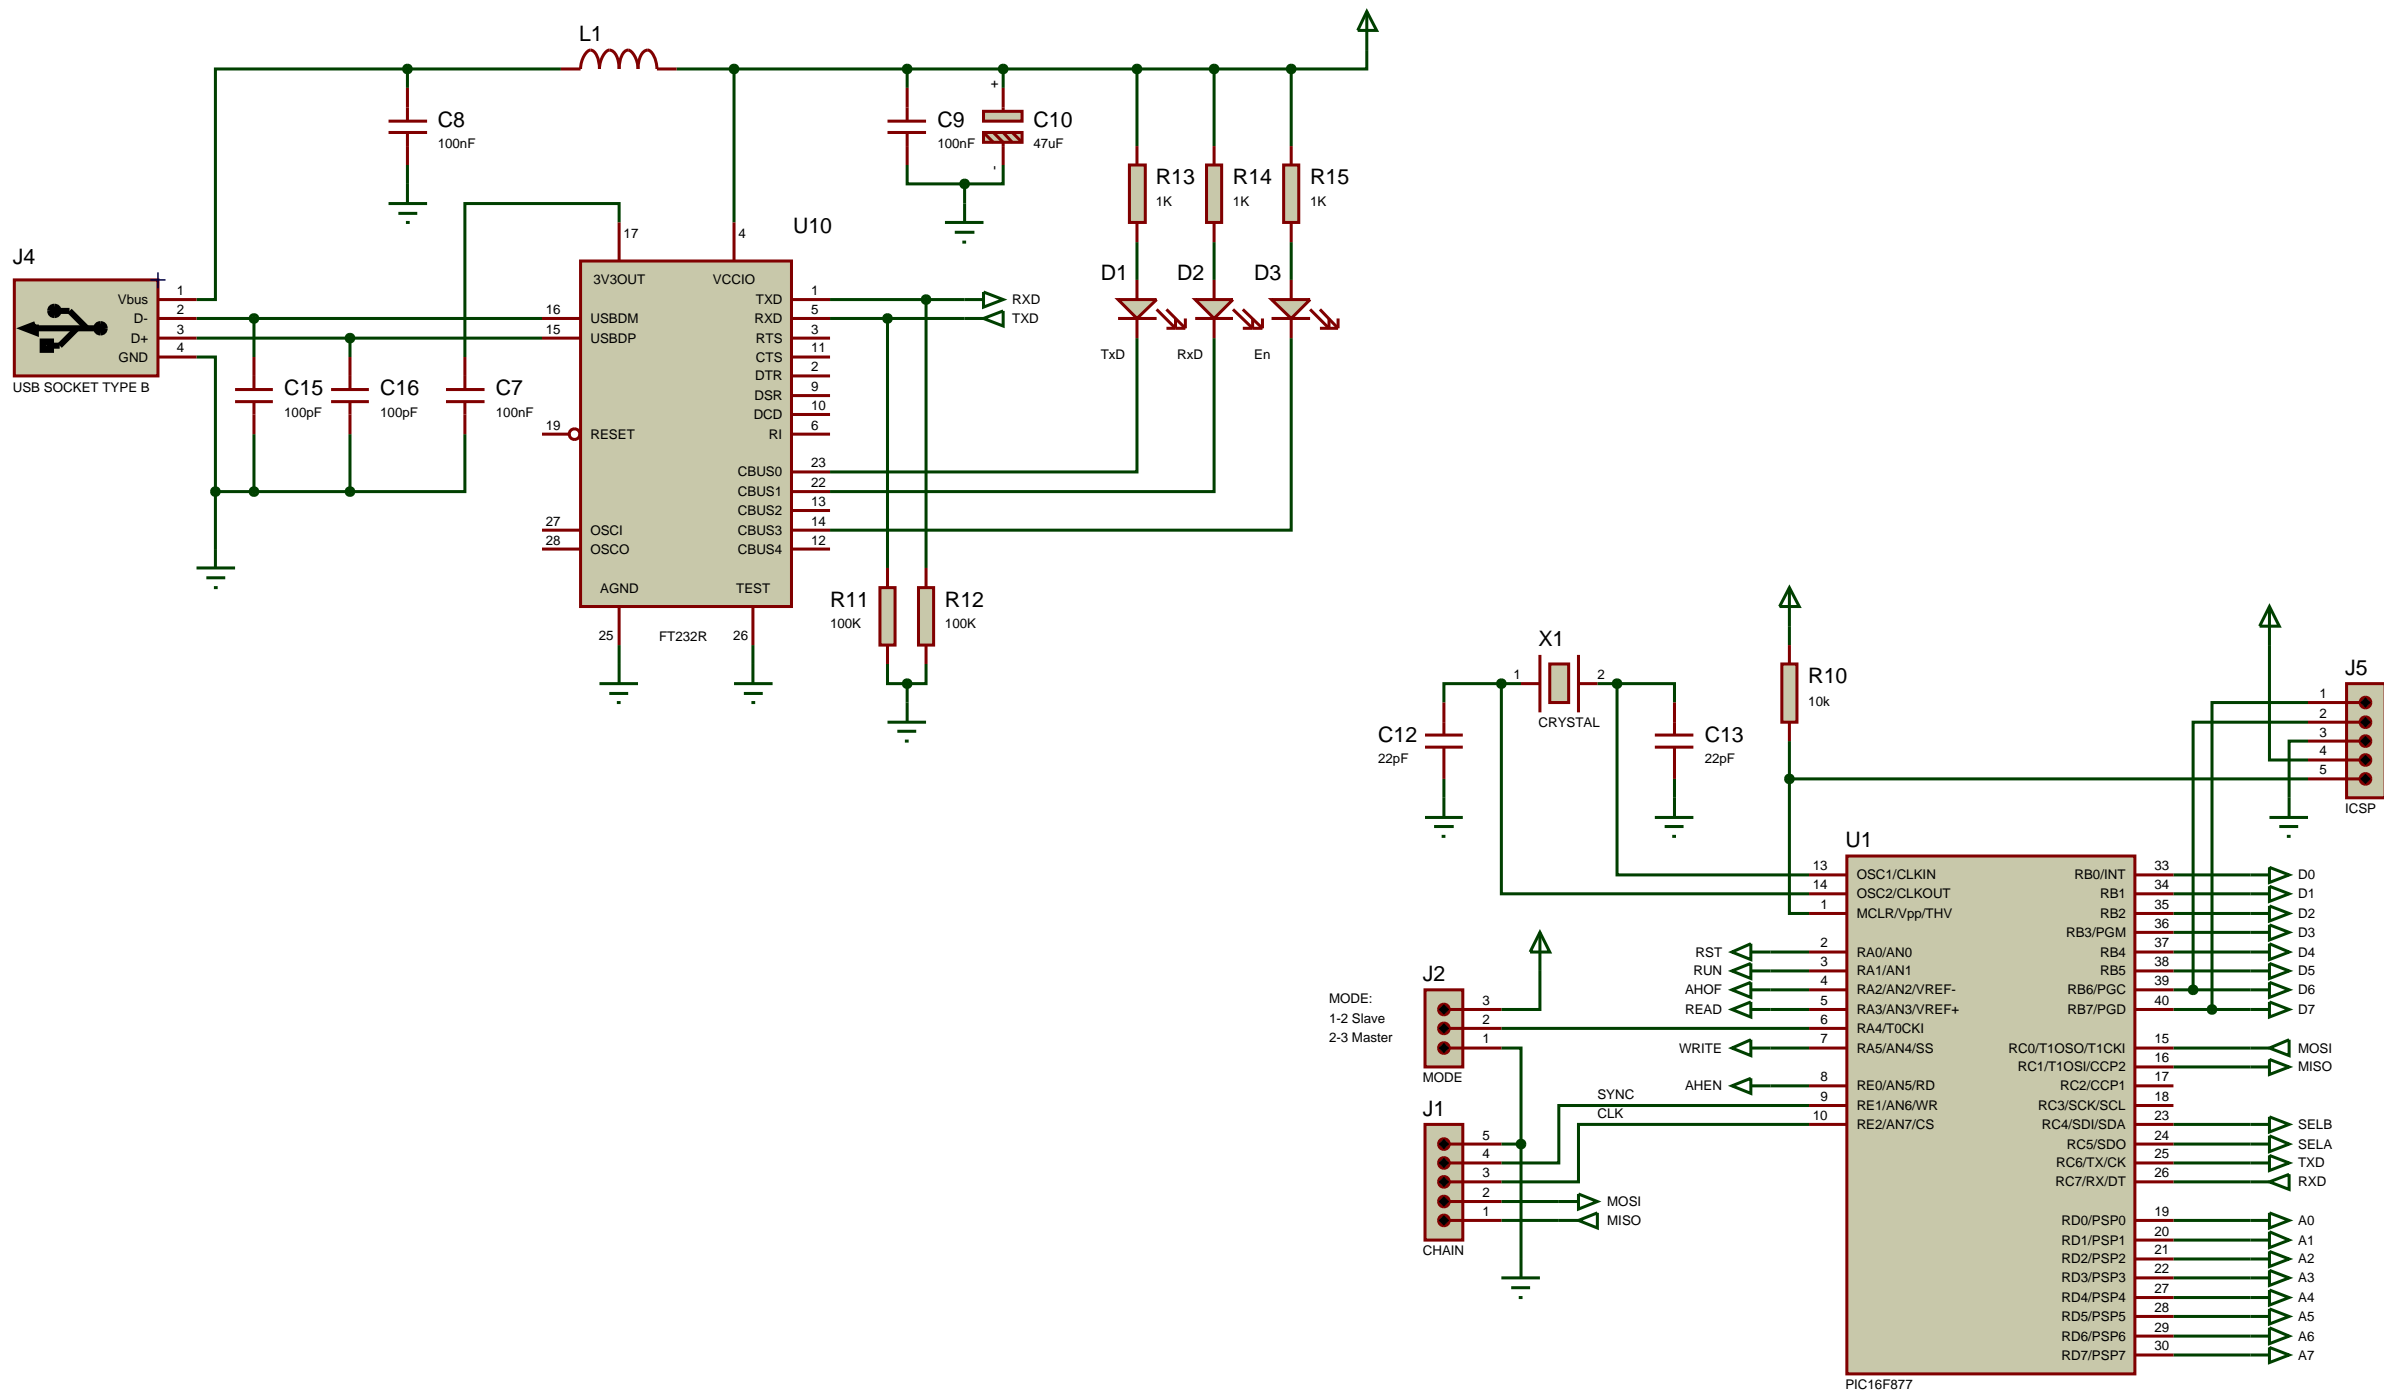 L1
C8
100nF
C9
100nF
+
-
C10
47uF
R13
1K
R14
1K
R15
1K
J4
Vbus 1
D- 2
D+ 3
GND 4
USB SOCKET TYPE B
C15
100pF
C16
100pF
C7
100nF
U10
17
4
3V3OUT
VCCIO
16 USBDM
15 USBDP
19 RESET
27 OSCI
28 OSCO
AGND
TEST
25
FT232R
26
TXD 1
RXD 5
RTS 3
CTS 11
DTR 2
DSR 9
DCD 10
RI 6
CBUS0 23
CBUS1 22
CBUS2 13
CBUS3 14
CBUS4 12
RXD
TXD
D1
TxD
D2
RxD
D3
En
R11
100K
R12
100K
X1
1
2
CRYSTAL
C12
22pF
C13
22pF
R10
10k
J5
1
2
3
4
5
ICSP
U1
13 OSC1/CLKIN
14 OSC2/CLKOUT
1 MCLR/Vpp/THV
RST 2 RA0/AN0
RUN 3 RA1/AN1
AHOF 4 RA2/AN2/VREF-
READ 5 RA3/AN3/VREF+
6 RA4/T0CKI
WRITE 7 RA5/AN4/SS
AHEN 8 RE0/AN5/RD
SYNC 9 RE1/AN6/WR
CLK 10 RE2/AN7/CS
RB0/INT 33 D0
RB1 34 D1
RB2 35 D2
RB3/PGM 36 D3
RB4 37 D4
RB5 38 D5
RB6/PGC 39 D6
RB7/PGD 40 D7
RC0/T1OSO/T1CKI 15 MOSI
RC1/T1OSI/CCP2 16 MISO
RC2/CCP1 17
RC3/SCK/SCL 18
RC4/SDI/SDA 23 SELB
RC5/SDO 24 SELA
RC6/TX/CK 25 TXD
RC7/RX/DT 26 RXD
RD0/PSP0 19 A0
RD1/PSP1 20 A1
RD2/PSP2 21 A2
RD3/PSP3 22 A3
RD4/PSP4 27 A4
RD5/PSP5 28 A5
RD6/PSP6 29 A6
RD7/PSP7 30 A7
PIC16F877
J2
MODE:
1-2 Slave
2-3 Master
3
2
1
MODE
J1
5
4
3
2 MOSI
1 MISO
CHAIN